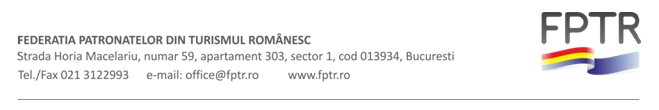 FPTR
FEDERATIA PATRONATELOR DIN TURISMUL ROMÂNESC
Strada Horia Macelariu, numar 59, apartament 303, sector 1, cod 013934, Bucuresti
Tel./Fax 021 3122993 e-mail: office@fptr.ro www.fptr.ro